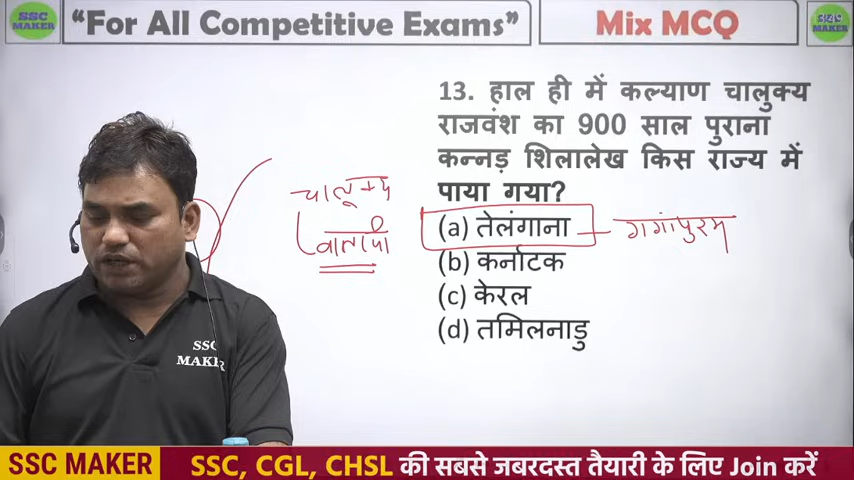 SSC MAKER
“For All Competitive Exams”
Mix MCQ
SSC MAKER
13. हाल ही में कल्याण चालुक्य
राजवंश का 900 साल पुराना
कन्नड़ शिलालेख किस राज्य में
पाया गया?
(a) तेलंगाना
गंगापुरम
(b) कर्नाटक
(c) केरल
(d) तमिलनाडु
चालुक्य
वातापी
SSC
MAKER
SSC MAKER
SSC, CGL, CHSL की सबसे जबरदस्त तैयारी के लिए Join करें